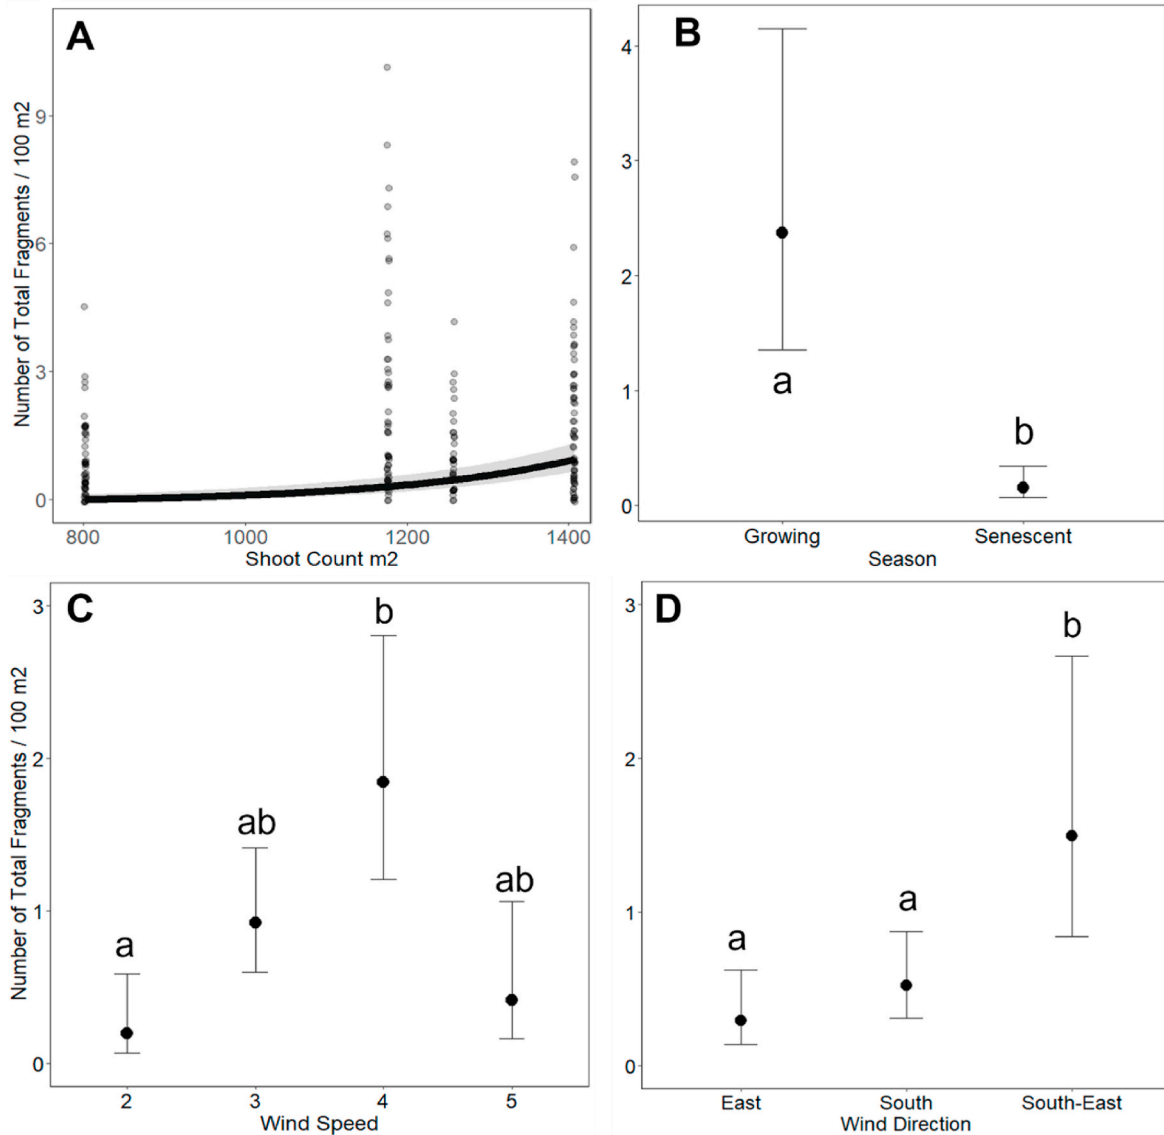 A
Number of Total Fragments / 100 m2
9
6
3
0
800
1000
1200
1400
Shoot Count m2
B
4
3
2
1
0
a
b
Growing
Senescent
Season
C
Number of Total Fragments / 100 m2
3
2
1
0
a
ab
b
ab
2
3
4
5
Wind Speed
D
3
2
1
0
a
a
b
East
South
South-East
Wind Direction